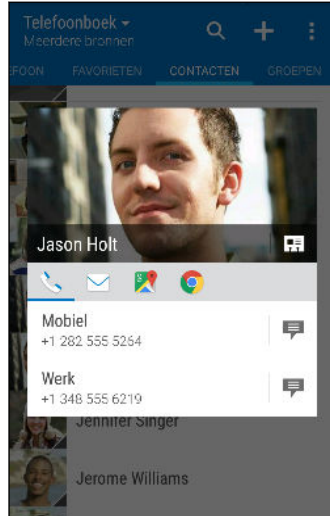 Telefoonboek
Meerdere bronnen
EFOON FAVORIETEN CONTACTEN GROEPEN
Jason Holt
Mobiel
+1 282 555 5264
Werk
+1 348 555 6219
Jennifer Singer
Jerome Williams